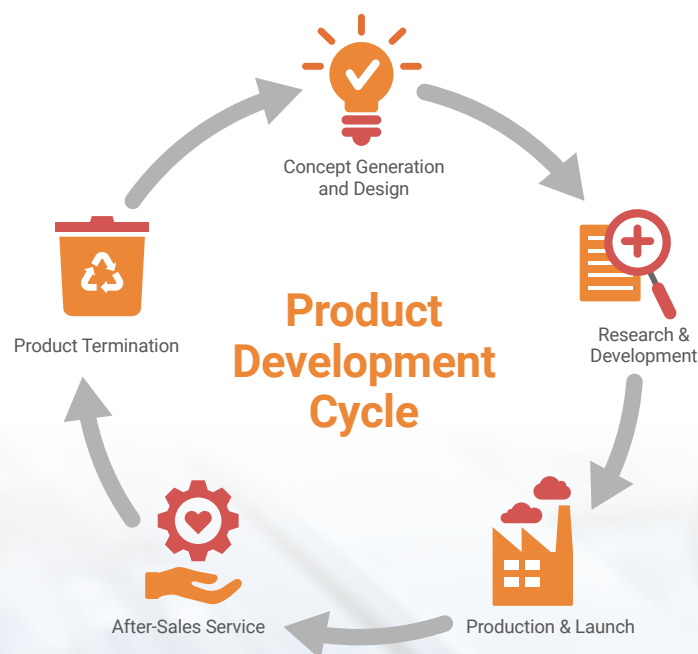 Concept Generation
and Design
Research &
Development
Production & Launch
After-Sales Service
Product Termination
Product
Development
Cycle